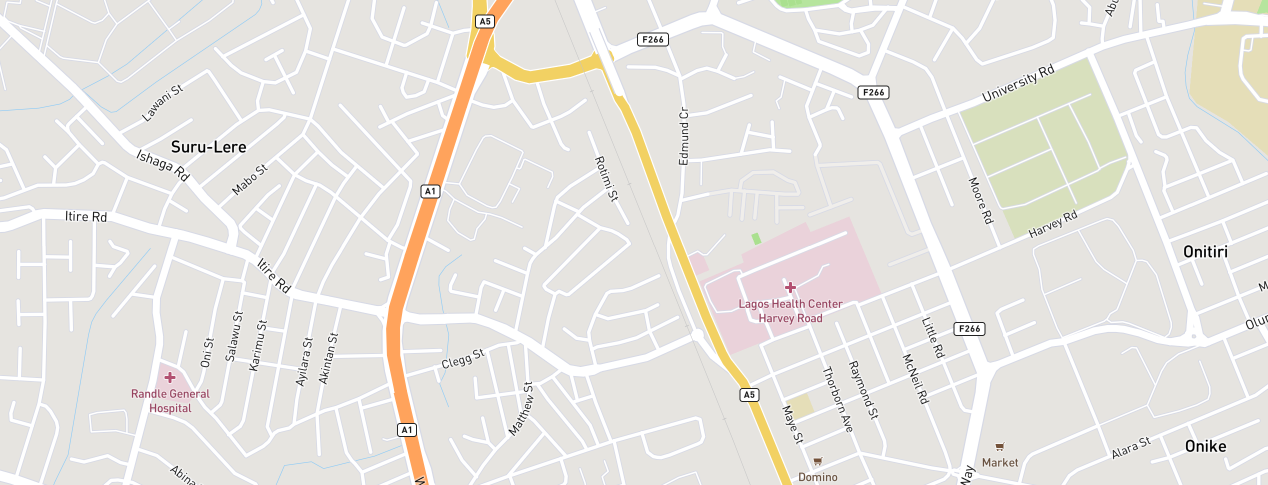 A5
F266
Abu
University Rd
F266
Lawani St
Edmund Cr
Suru-Lere
Ishaga Rd
Mabo St
Rotimi St
A1
Moore Rd
Itire Rd
Harvey Rd
Onitiri
Itire Rd
Lagos Health Center
Harvey Road
Olu
F266
Oni St
Salawu St
Karimu St
Ayilara St
Akintan St
Little Rd
McNeil Rd
Clegg St
Raymond St
Thorborn Ave
Randle General
Hospital
A5
Matthew St
Maye St
A1
Onike
Alara St
Market
Abina
Domino
Way
W
M